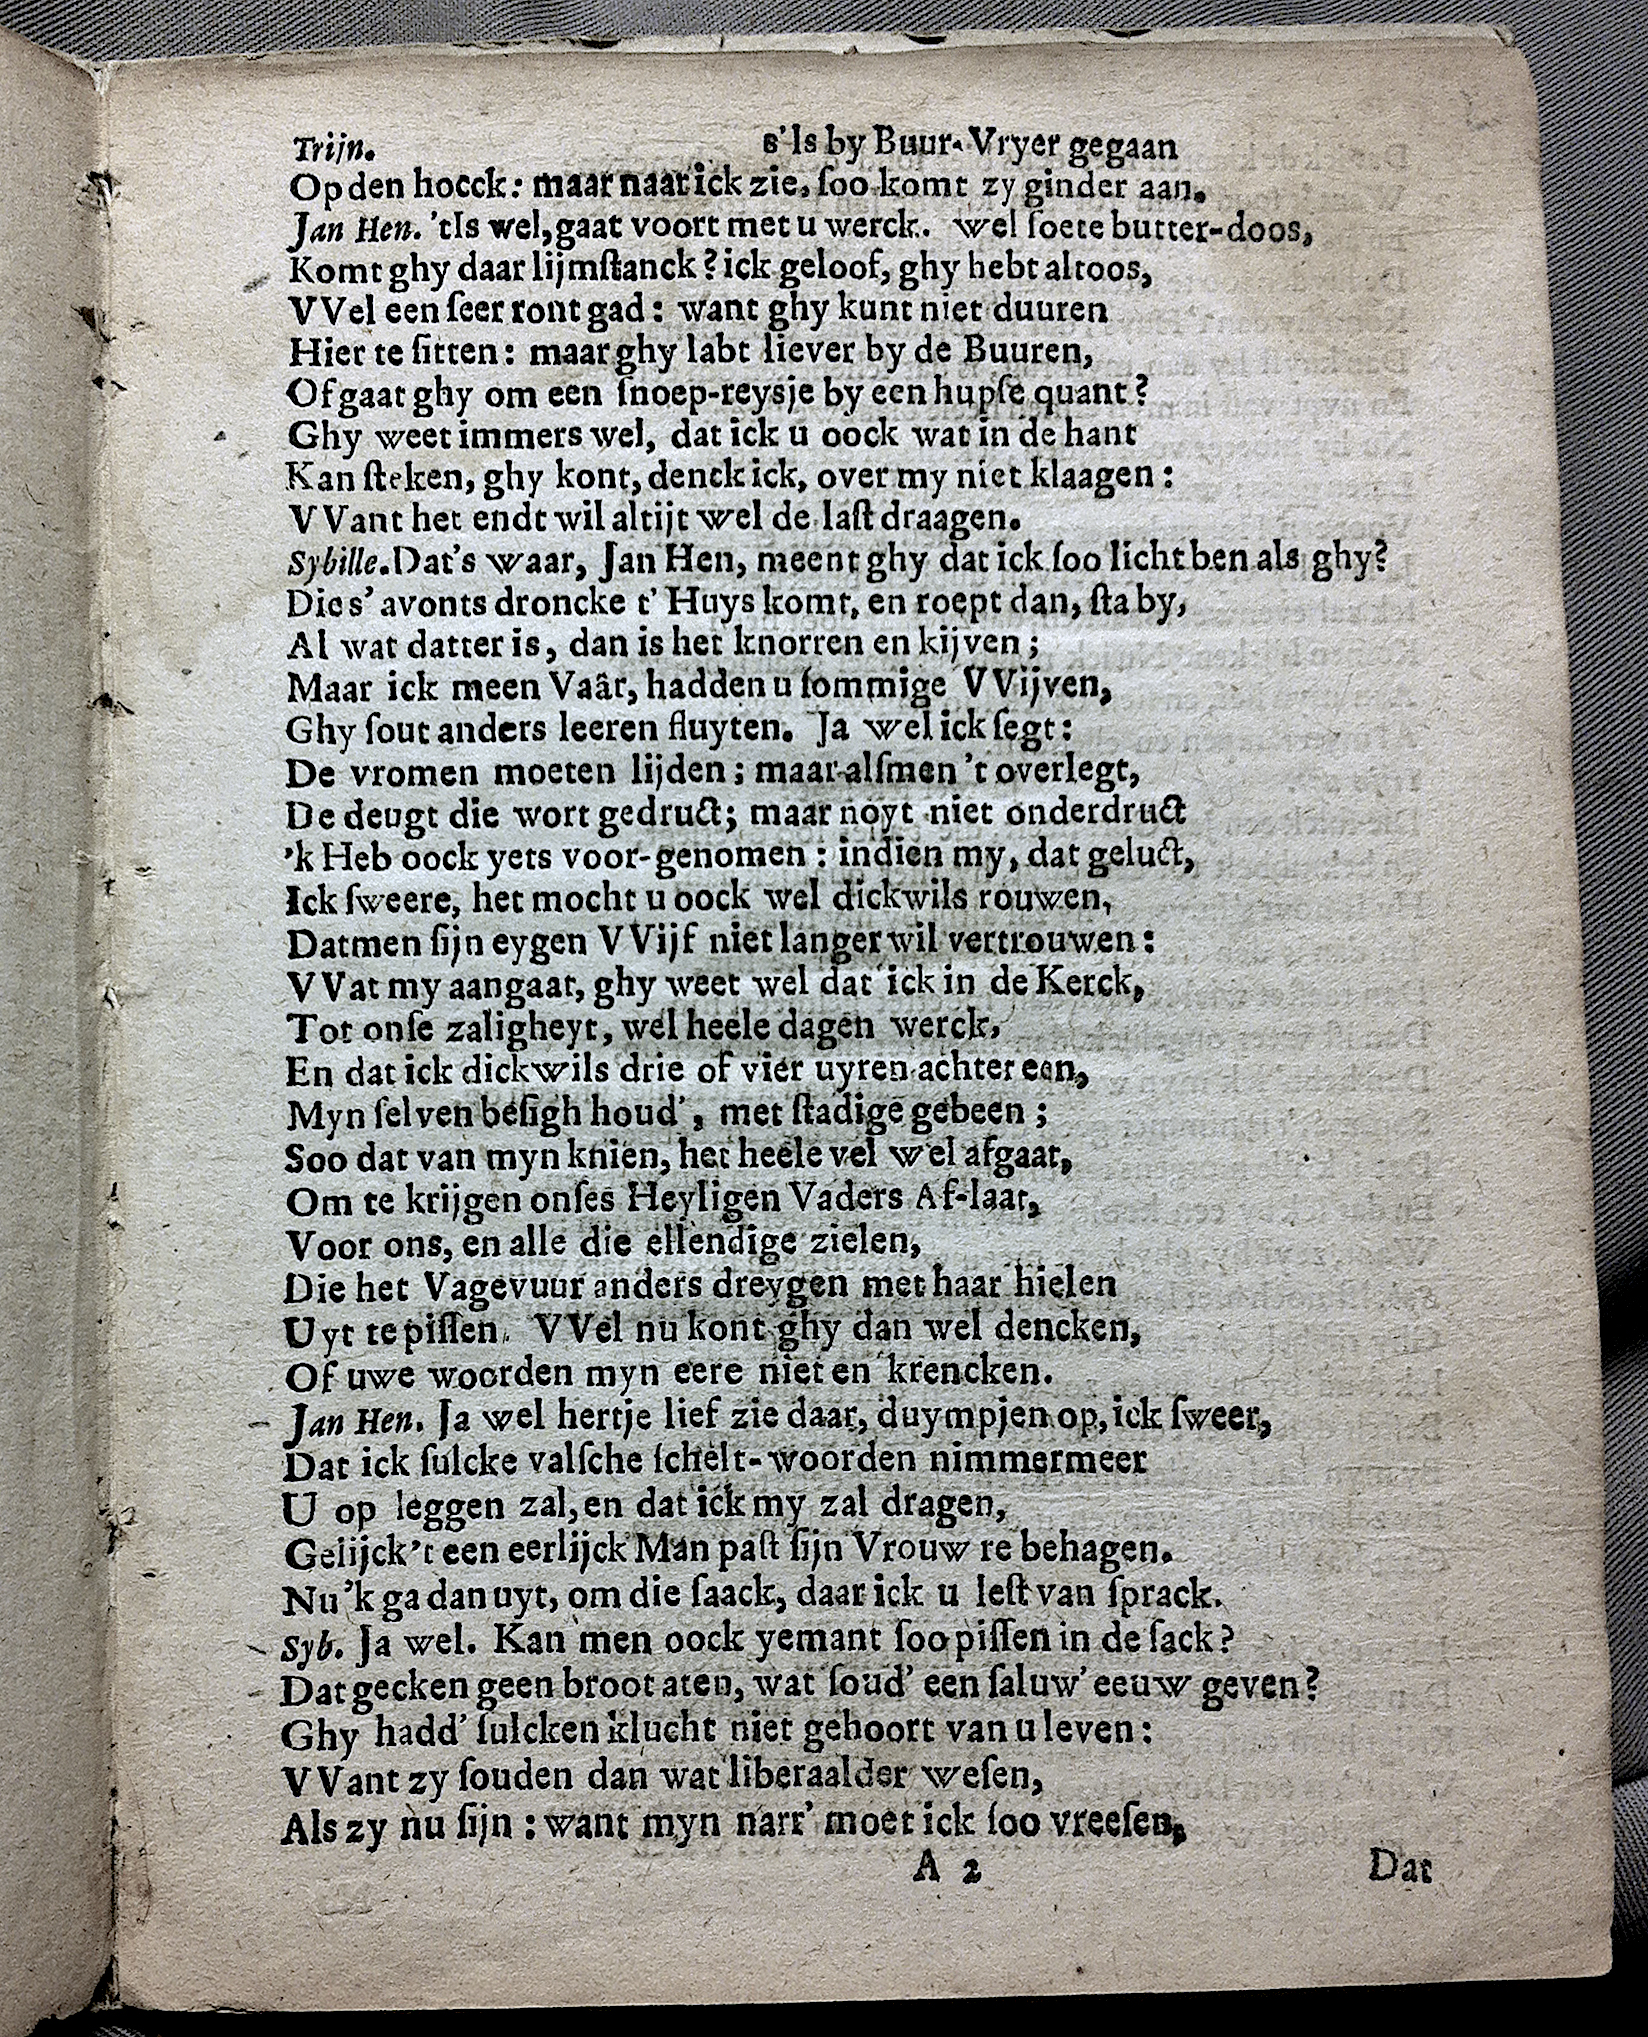 Trijn. s'Is by Buur-Vryer gegaan
Op den hoeck: maar naar ick zie, ſoo komt zy ginder aan.
Jan Hen. 'tIs wel, gaat voort met u werck. wel ſoete butter-doos,
Komt ghy daar lijmſtanck? ick geloof, ghy hebt altoos,
VVel een ſeer ront gad: want ghy kunt niet duuren
Hier te ſitten: maar ghy labt liever by de Buuren,
Of gaat ghy om een ſnoep-reysje by een hupſe quant?
Ghy weet immers wel, dat ick u oock wat in de hant
Kan ſteken, ghy kont, denck ick, over my niet klaagen:
VVant het endt wil altijt wel de laſt draagen.
Sybille. Dat's waar, Jan Hen, meent ghy dat ick ſoo licht ben als ghy?
Die s'avonts droncke t'Huys komt, en roept dan, ſta by,
Al wat datter is, dan is het knorren en kijven;
Maar ick meen Vaâr, hadden u ſommige VVijven,
Ghy ſout anders leeren fluyten. Ja wel ick ſegt:
De vromen moeten lijden; maar alſmen 't overlegt,
De deugt die wort gedruct; maar noyt niet onderdruct
'k Heb oock yets voor-genomen: indien my, dat geluct,
Ick ſweere, het mocht u oock wel dickwils rouwen,
Datmen ſijn eygen VVijf niet langer wil vertrouwen:
VVat my aangaat, ghy weet wel dat ick in de Kerck,
Tot onſe zaligheyt, wel heele dagen werck,
En dat ick dickwils drie of vier uyren achter een,
Myn ſelven beſigh houd', met ſtadige gebeen;
Soo dat van myn knien, het heele vel wel afgaat,
Om te krijgen onſes Heyligen Vaders Af-laat,
Voor ons, en alle die ellendige zielen,
Die het Vagevuur anders dreygen met haar hielen
Uyt te piſſen. VVel nu kont ghy dan wel dencken,
Of uwe woorden myn eere niet en krencken.
Jan Hen. Ja wel hertje lief zie daar, duympjen op, ick ſweer,
Dat ick ſulcke valſche ſchelt-woorden nimmermeer
U op leggen zal, en dat ick my zal dragen,
Gelijck't een eerlijck Man paſt ſijn Vrouw te behagen.
Nu 'k ga dan uyt, om die ſaack, daar ick u leſt van ſprack.
Syb. Ja wel. Kan men oock yemant ſoo piſſen in de ſack?
Dat gecken geen broot aten, wat ſoud' een ſaluw' eeuw geven?
Ghy hadd' ſulcken klucht niet gehoort van u leven:
VVant zy ſouden dan wat liberaalder weſen,
Als zy nu ſijn: want myn narr' moet ick ſoo vreeſen,
A 2 Dat